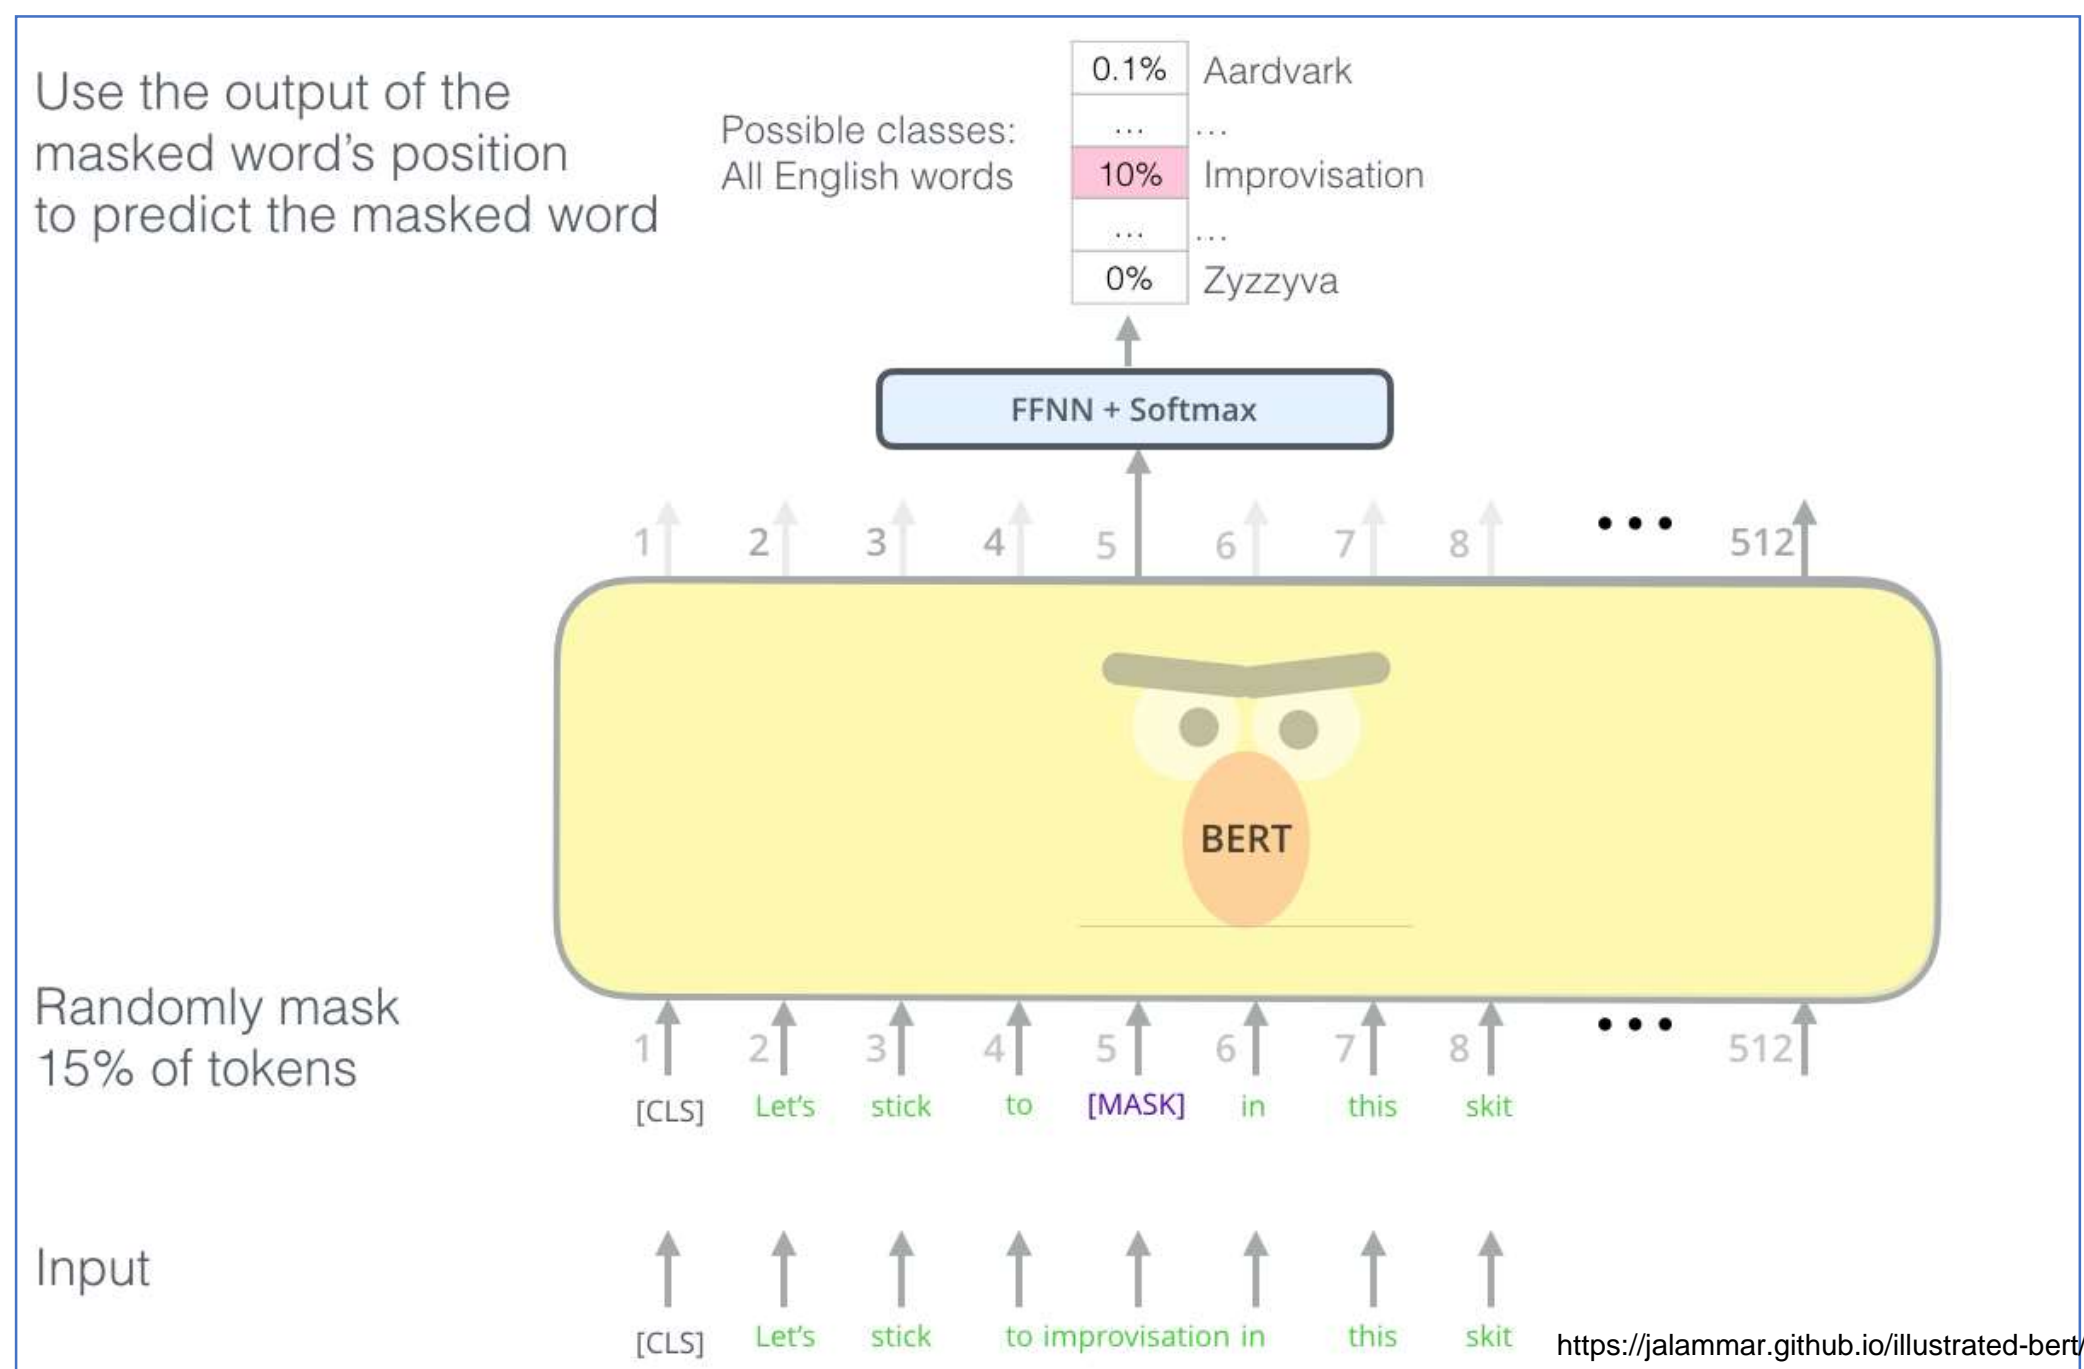 Use the output of the
masked word's position
to predict the masked word
Possible classes:
All English words
0.1% Aardvark
... ...
10% Improvisation
... ...
0% Zyzzyva
FFNN + Softmax
1 2 3 4 5 6 7 8 ••• 512
BERT
Randomly mask
15% of tokens
1 2 3 4 5 6 7 8 ••• 512
[CLS] Let's stick to [MASK] in this skit
Input
[CLS] Let's stick to improvisation in this skit
https://jalammar.github.io/illustrated-bert/